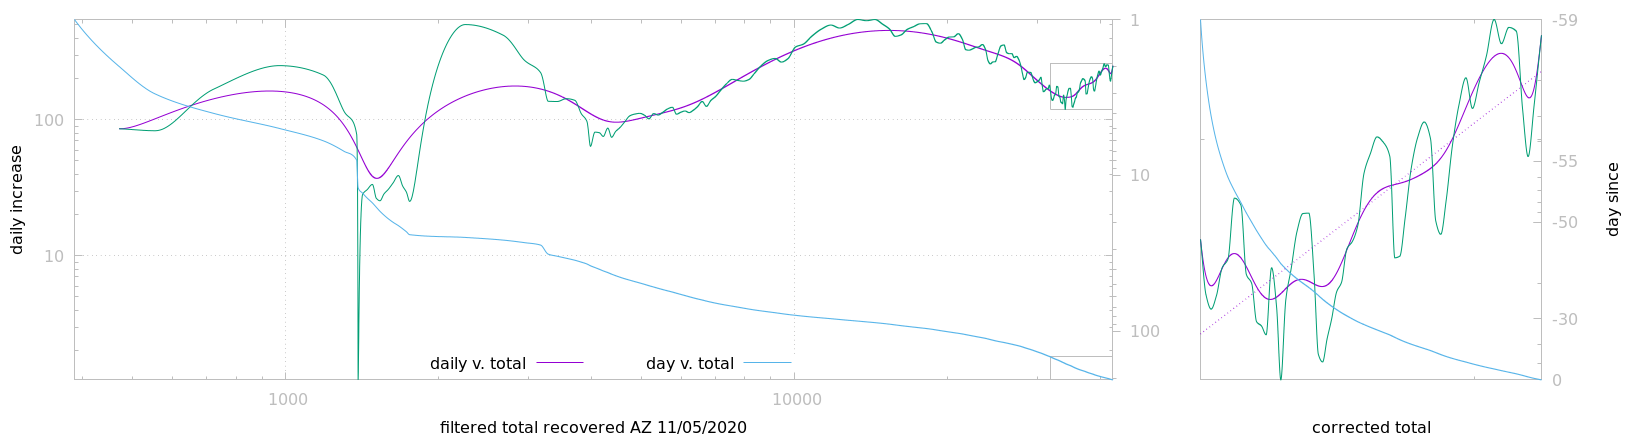 daily increase
100
10
1000
10000
1
10
100
daily v. total
day v. total
filtered total recovered AZ 11/05/2020
-59
-55
-50
-30
0
day since
corrected total